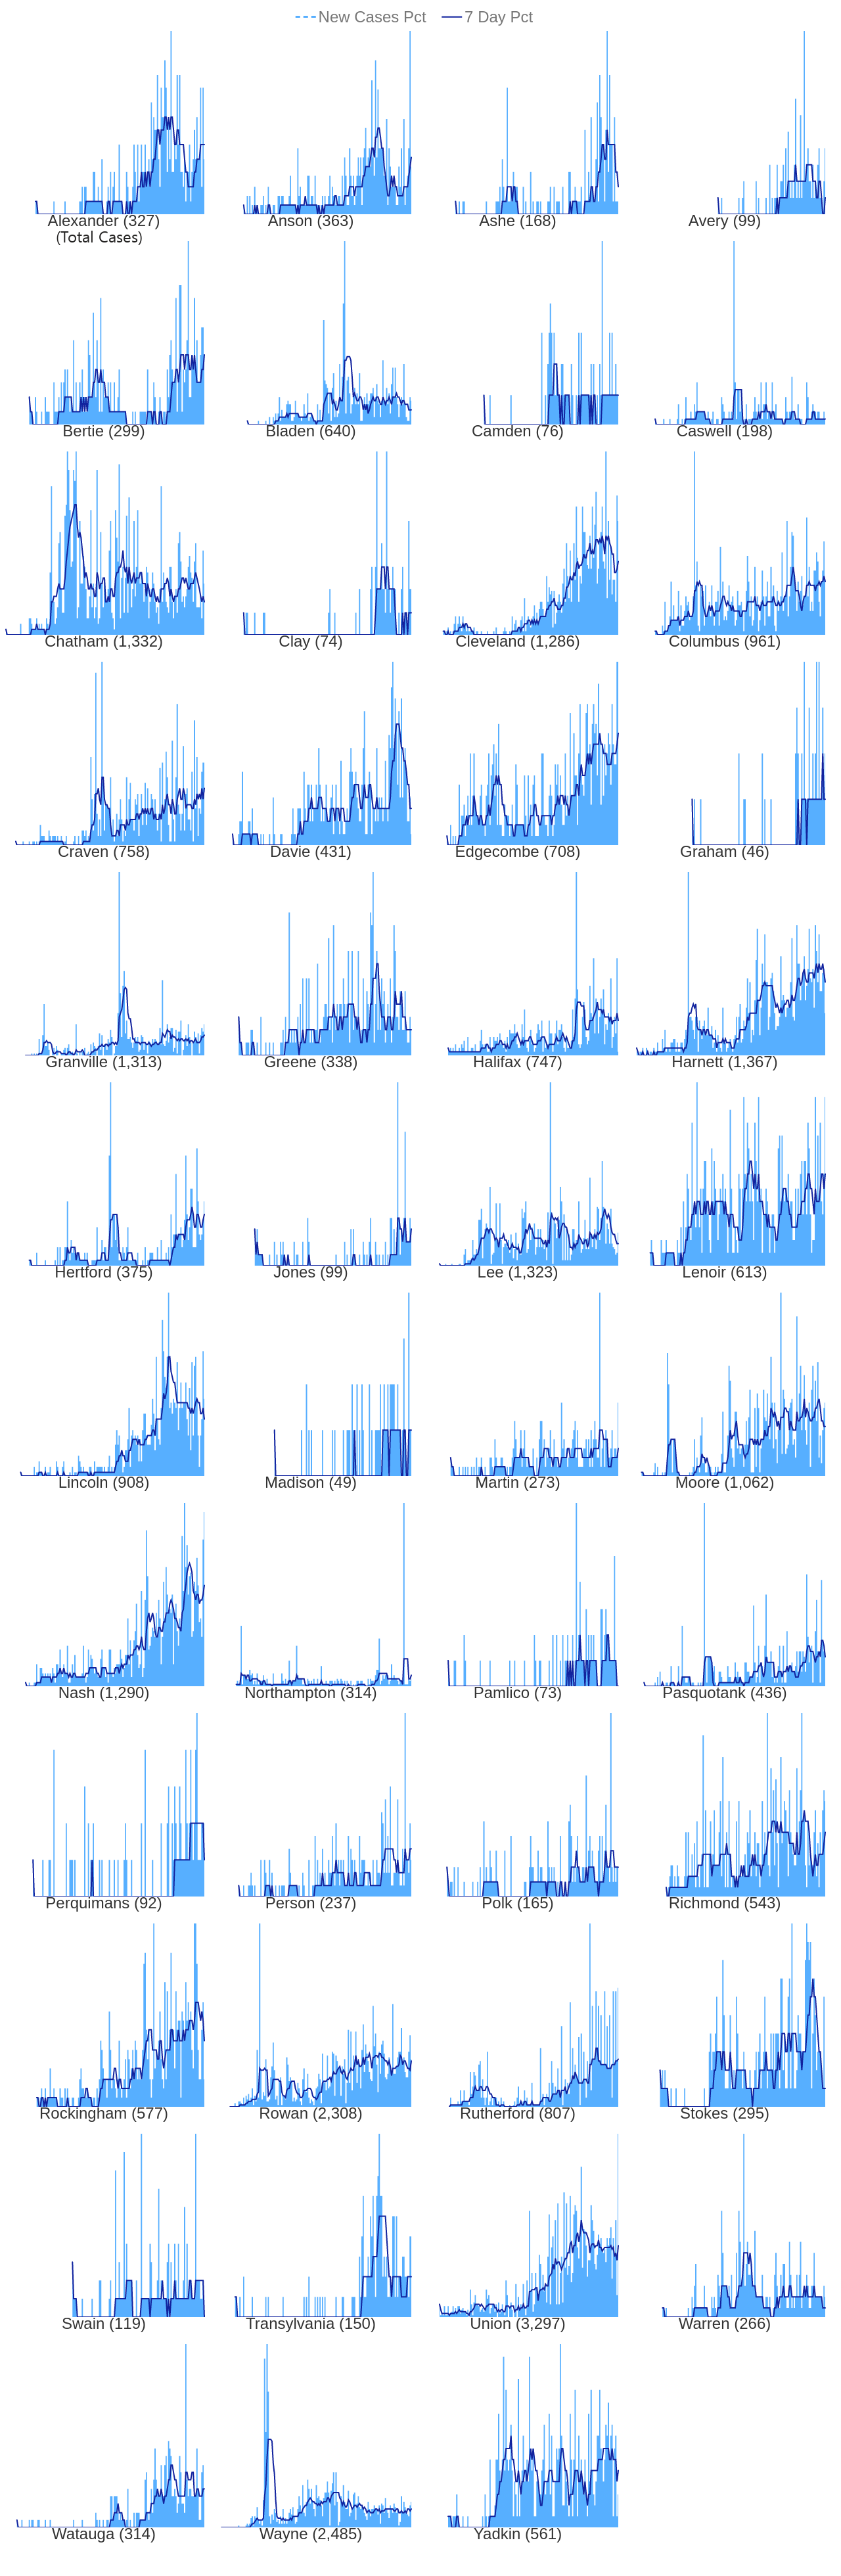 New Cases Pct 7 Day Pct
Alexander (327) Anson (363) Ashe (168) Avery (99)
(Total Cases)
Bertie (299) Bladen (640) Camden (76) Caswell (198)
Chatham (1,332) Clay (74) Cleveland (1,286) Columbus (961)
Craven (758) Davie (431) Edgecombe (708) Graham (46)
Granville (1,313) Greene (338) Halifax (747) Harnett (1,367)
Hertford (375) Jones (99) Lee (1,323) Lenoir (613)
Lincoln (908) Madison (49) Martin (273) Moore (1,062)
Nash (1,290) Northampton (314) Pamlico (73) Pasquotank (436)
Perquimans (92) Person (237) Polk (165) Richmond (543)
Rockingham (577) Rowan (2,308) Rutherford (807) Stokes (295)
Swain (119) Transylvania (150) Union (3,297) Warren (266)
Watauga (314) Wayne (2,485) Yadkin (561)